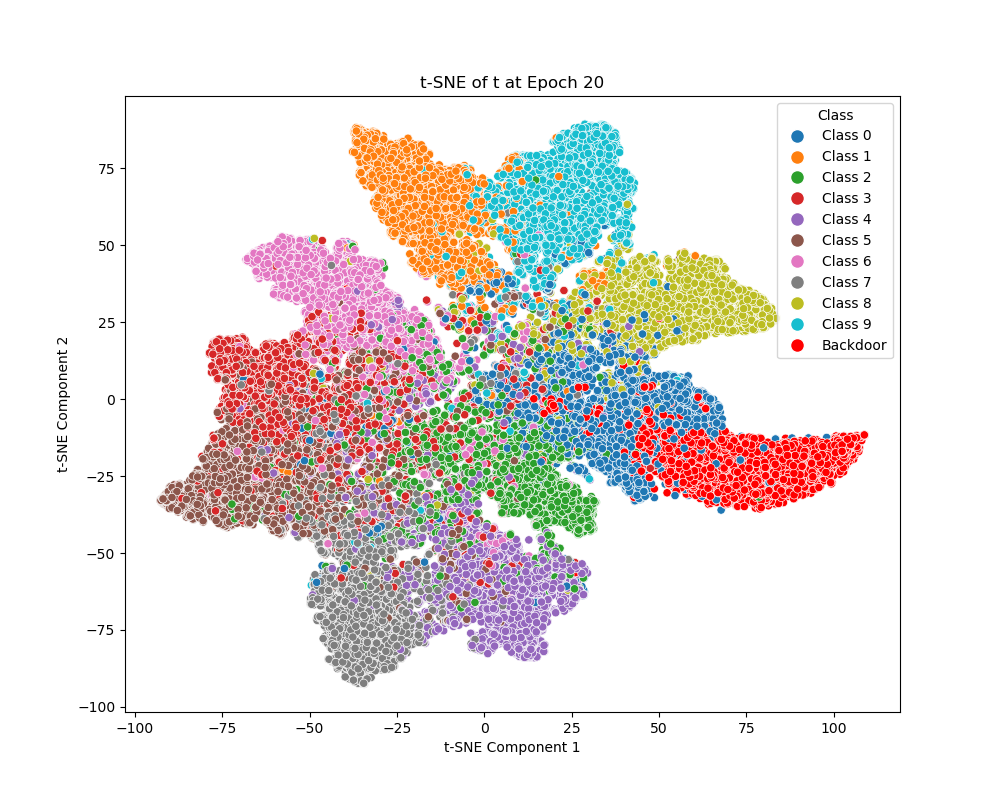 t-SNE of t at Epoch 20
Class
Class 0
Class 1
Class 2
Class 3
Class 4
Class 5
Class 6
Class 7
Class 8
Class 9
Backdoor
t-SNE Component 2
75
50
25
0
−25
−50
−75
−100
−100
−75
−50
−25
0
25
50
75
100
t-SNE Component 1